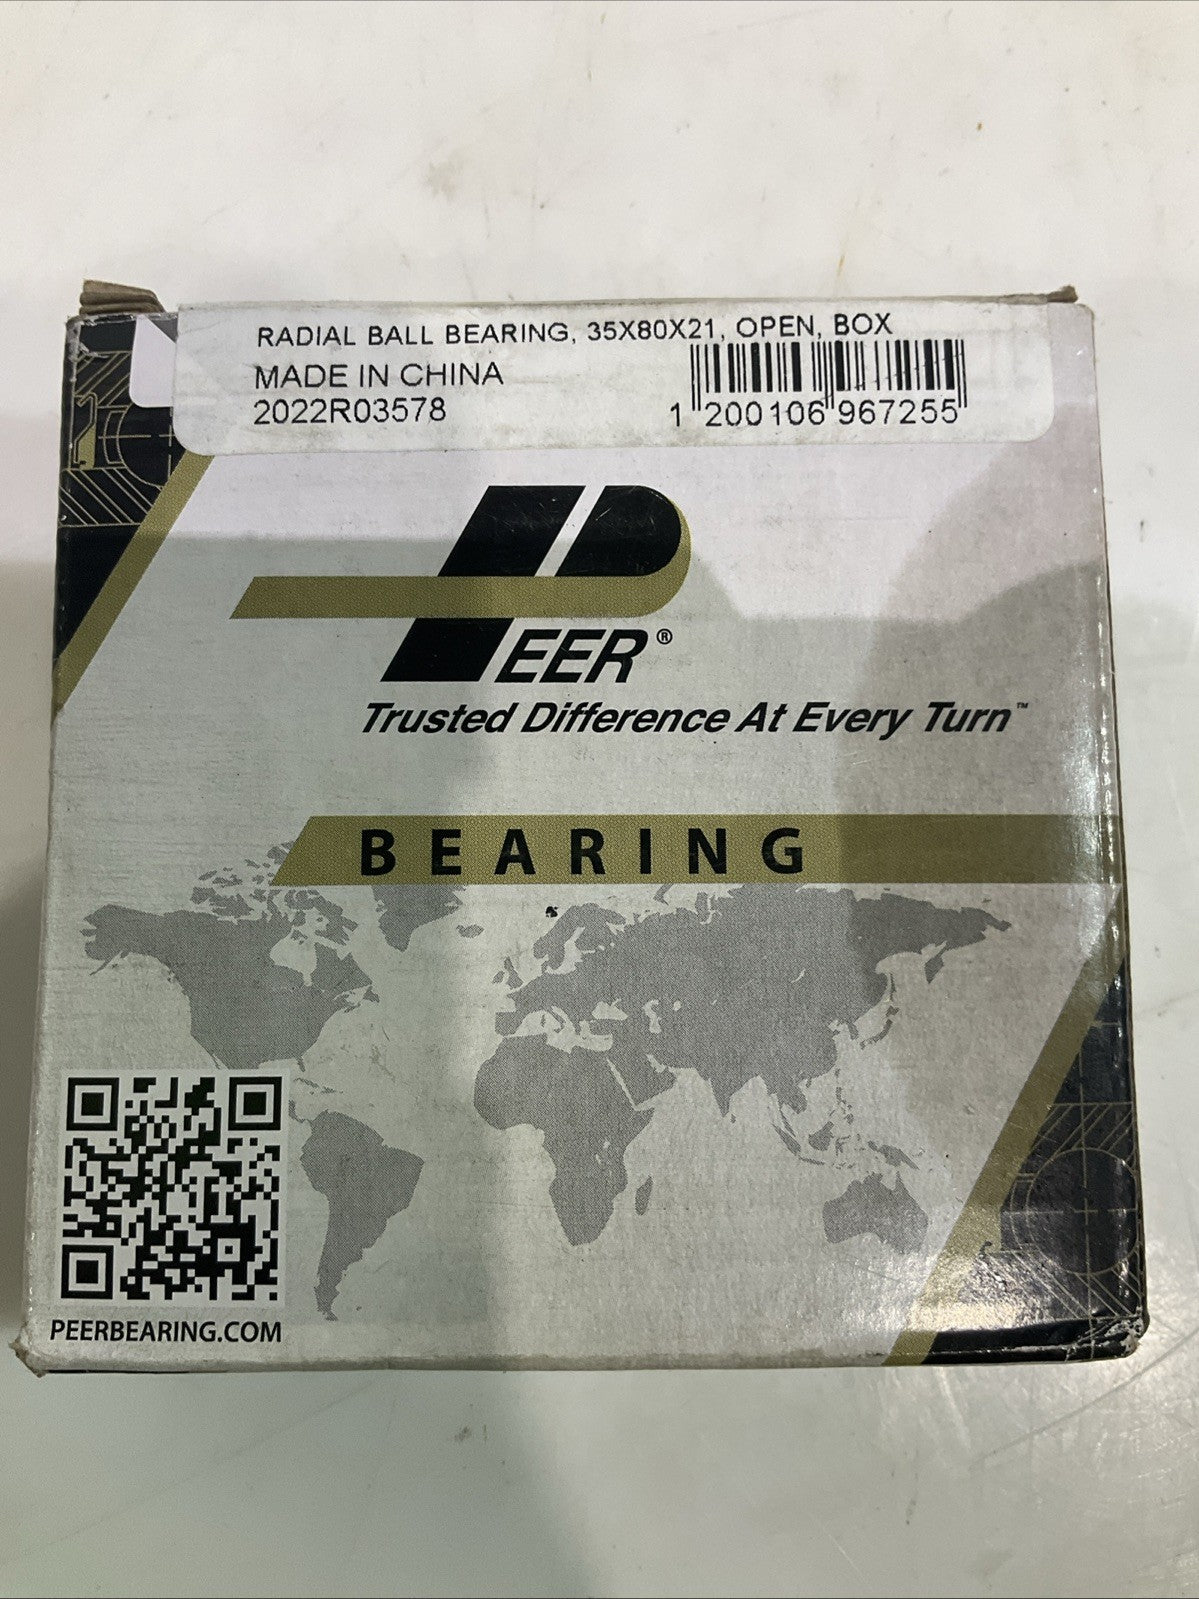 RADIAL BALL BEARING, 35X80X21, OPEN, BOX
MADE IN CHINA
2022R03578
1 200106 967255
PEER®
Trusted Difference At Every Turn™
BEARING
PEERBEARING.COM